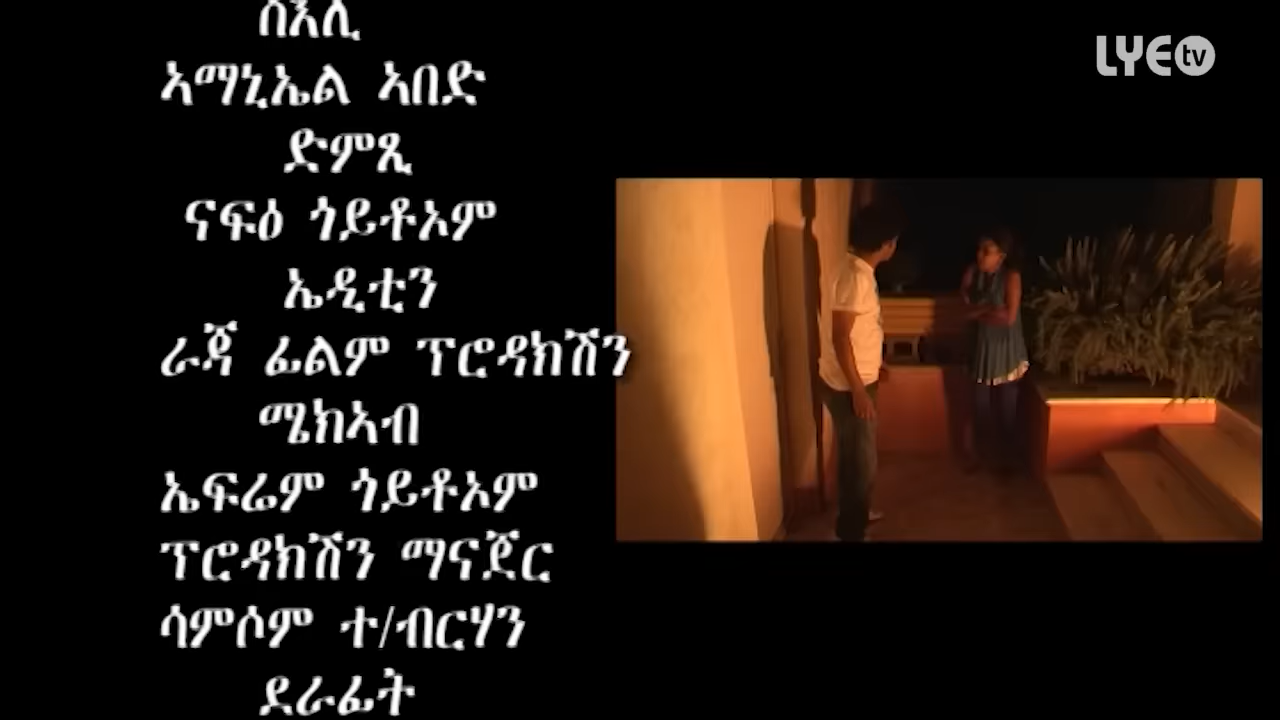 ስእሊ
ኣማኒኤል ኣበድ
ድምጺ
ናፍዕ ጎይቶኦም
ኤዲቲን
ራጃ ፊልም ፕሮዳክሽን
ሜክኣብ
ኤፍሬም ጎይቶኦም
ፕሮዳክሽን ማናጀር
ሳምሶም ተ/ብርሃን
ደራፊት
LYE tv